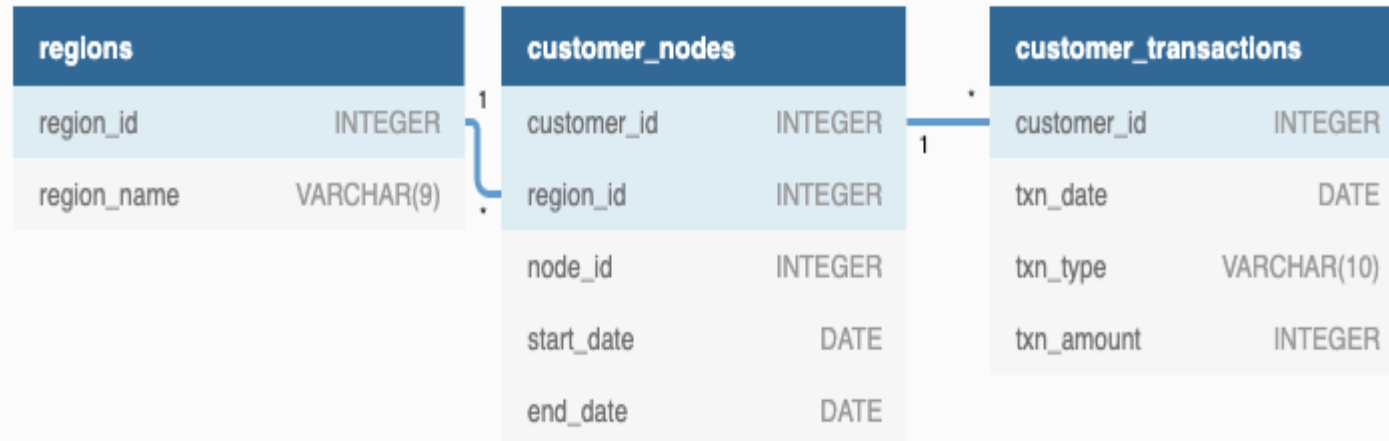 regions
region_id INTEGER
region_name VARCHAR(9)
1
*
customer_nodes
customer_id INTEGER
region_id INTEGER
node_id INTEGER
start_date DATE
end_date DATE
1
*
customer_transactions
customer_id INTEGER
txn_date DATE
txn_type VARCHAR(10)
txn_amount INTEGER